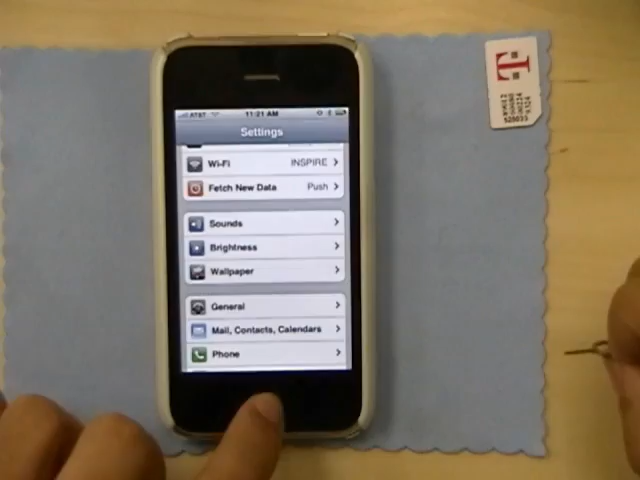 AT&T 11:21 AM
Settings
Wi-Fi INSPIRE
Fetch New Data Push
Sounds
Brightness
Wallpaper
General
Mail, Contacts, Calendars
Phone
T